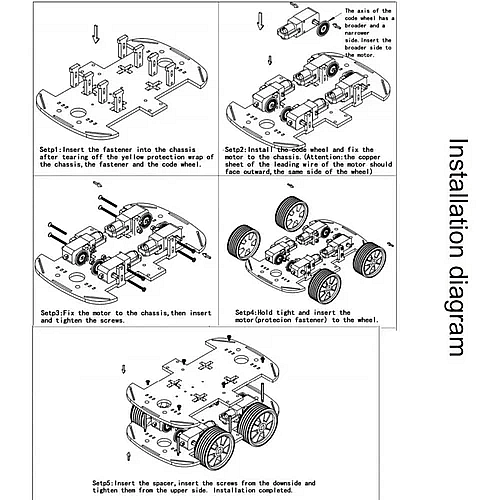 The axis of the
code wheel has a
broader and a
narrower
side.Insert the
broader side to
the motor.
Setp1:Insert the fastener into the chassis
after tearing off the yellow protection wrap of
the chassis,the fastener and the code wheel.
Setp2:Install the code wheel and fix the
motor to the chassis.(Attention:the copper
sheet of the leading wire of the motor should
face outward,the same side of the wheel)
Setp3:Fix the motor to the chassis,then insert
and tighten the screws.
Setp4:Hold tight and insert the
motor(protecion fastener) to the wheel.
Setp5:Insert the spacer,insert the screws from the downside and
tighten them from the upper side. Installation completed.
Installation diagram